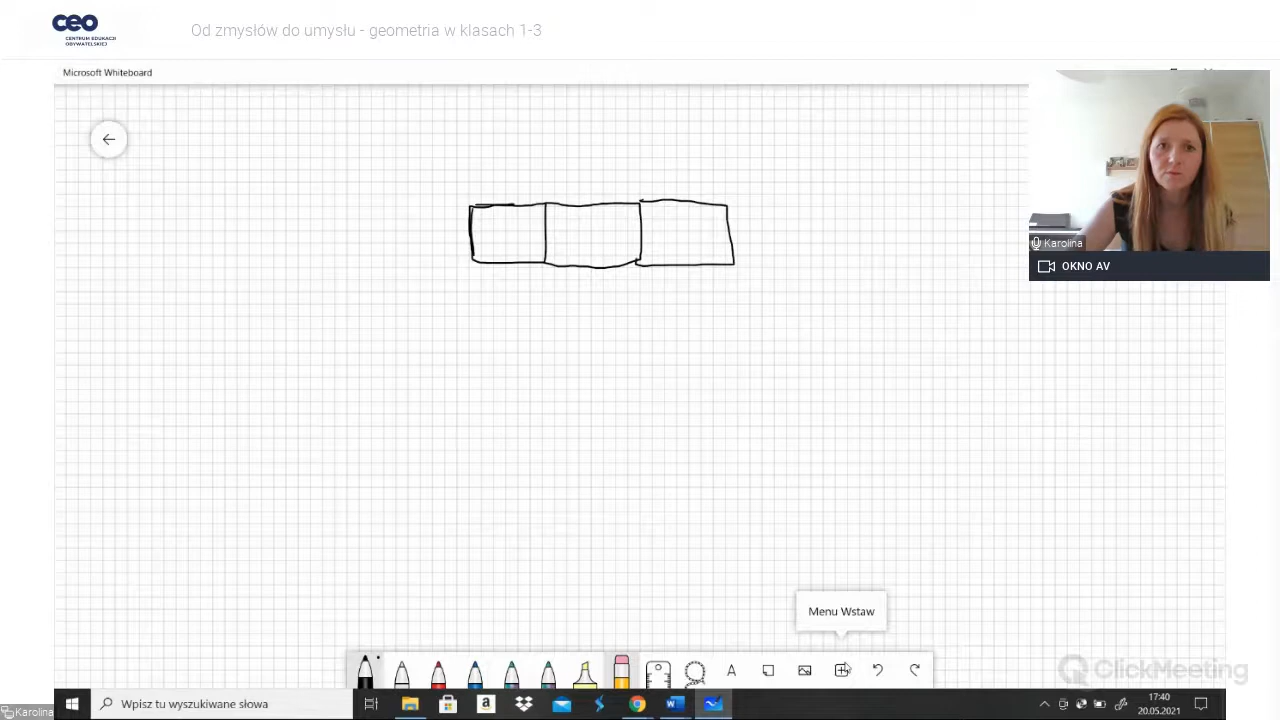 ceo
CENTRUM EDUKACJI
OBYWATELSKIEJ
Od zmysłów do umysłu - geometria w klasach 1-3
Microsoft Whiteboard
Karolina
OKNO AV
Menu Wstaw
A
ClickMeeting
Karolina
Wpisz tu wyszukiwane słowa
17:40
20.05.2021